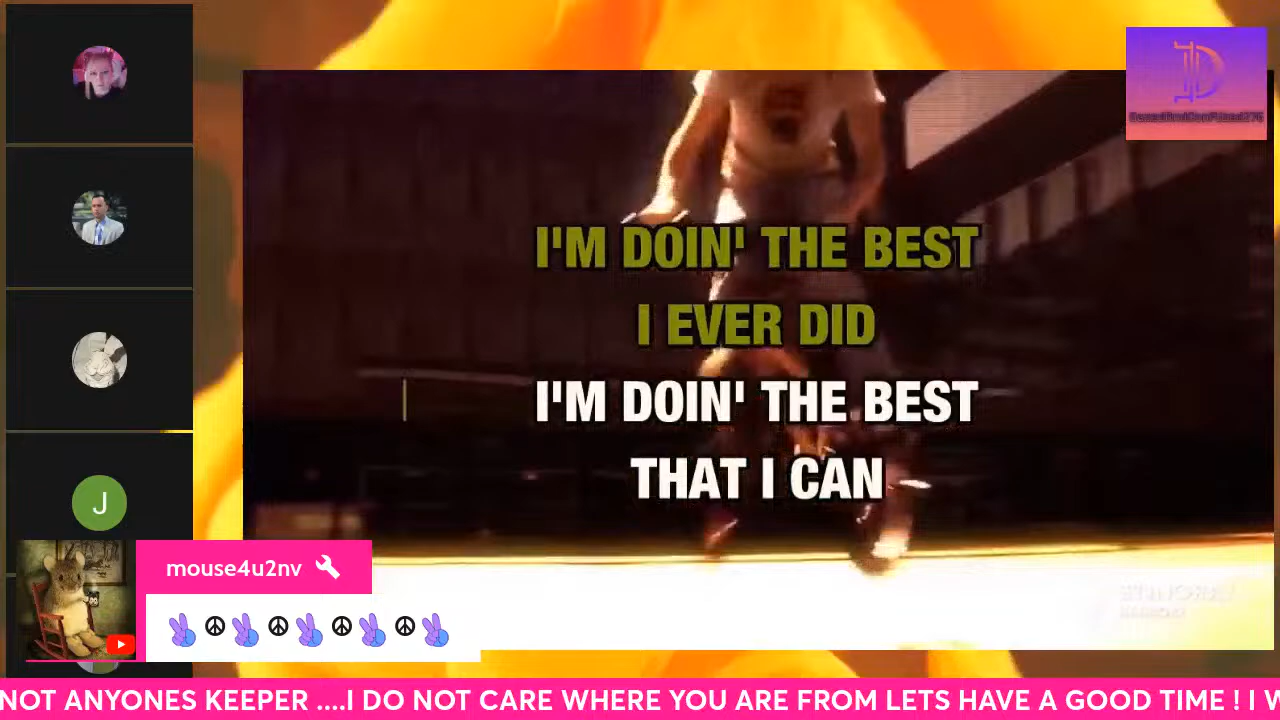 I'M DOIN' THE BEST
I EVER DID
I'M DOIN' THE BEST
THAT I CAN
J
mouse4u2nv
NOT ANYONES KEEPER ....I DO NOT CARE WHERE YOU ARE FROM LETS HAVE A GOOD TIME ! I W